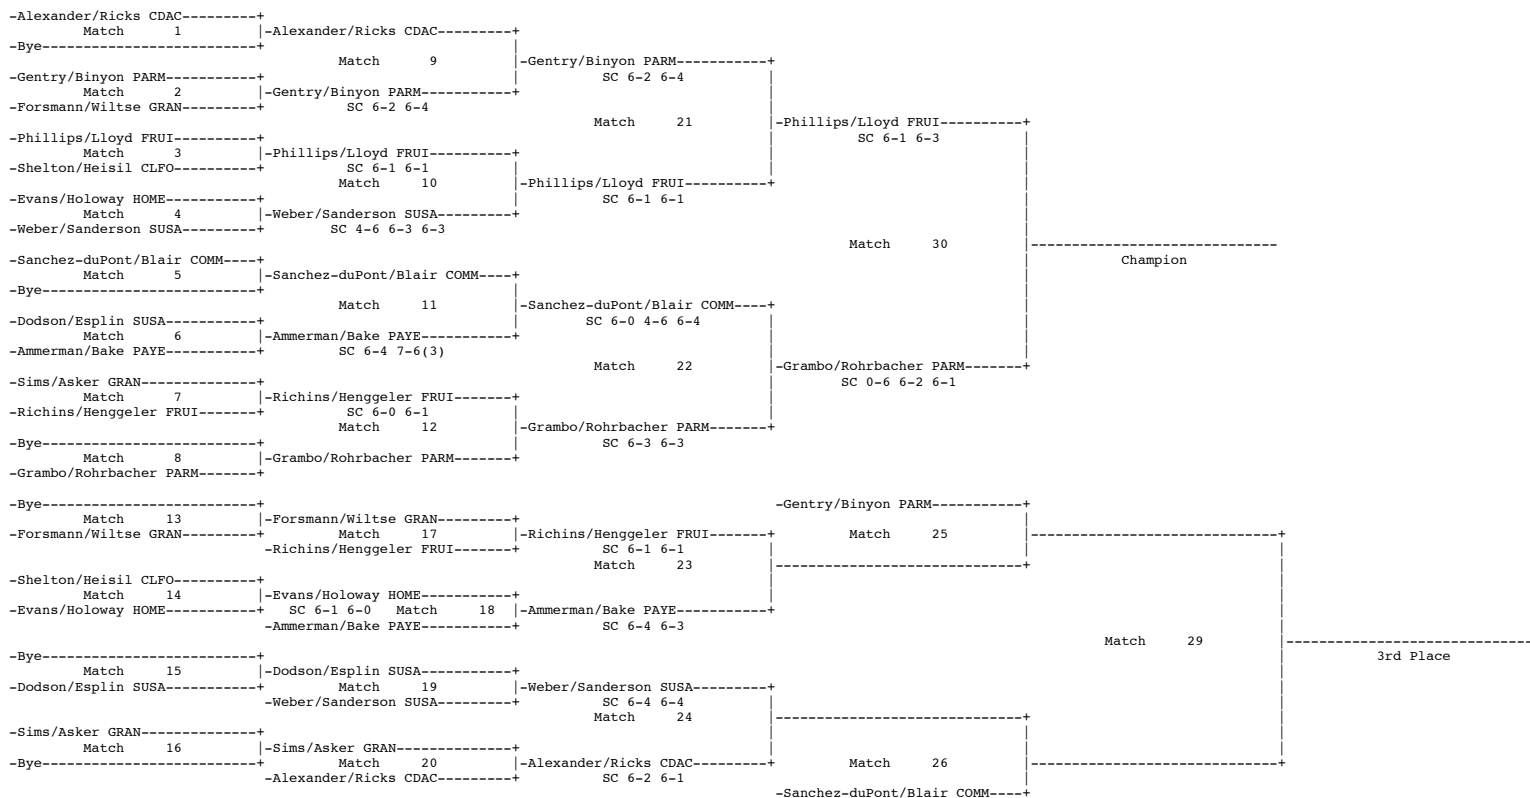 -Alexander/Ricks CDAC---------+
Match 1 |-Alexander/Ricks CDAC---------+
-Bye--------------------------+ |
Match 9 |-Gentry/Binyon PARM-----------+
-Gentry/Binyon PARM-----------+ | SC 6-2 6-4 |
Match 2 |-Gentry/Binyon PARM-----------+ |
-Forsmann/Wiltse GRAN---------+ SC 6-2 6-4 |
Match 21 |-Phillips/Lloyd FRUI----------+
-Phillips/Lloyd FRUI----------+ | SC 6-1 6-3 |
Match 3 |-Phillips/Lloyd FRUI----------+ | |
-Shelton/Heisil CLFO----------+ SC 6-1 6-1 | | |
Match 10 |-Phillips/Lloyd FRUI----------+ |
-Evans/Holoway HOME-----------+ | SC 6-1 6-1 |
Match 4 |-Weber/Sanderson SUSA---------+ |
-Weber/Sanderson SUSA---------+ SC 4-6 6-3 6-3 |
Match 30 |------------------------------
-Sanchez-duPont/Blair COMM----+ | Champion
Match 5 |-Sanchez-duPont/Blair COMM----+ |
-Bye--------------------------+ | |
Match 11 |-Sanchez-duPont/Blair COMM----+ |
-Dodson/Esplin SUSA-----------+ | SC 6-0 4-6 6-4 | |
Match 6 |-Ammerman/Bake PAYE-----------+ | |
-Ammerman/Bake PAYE-----------+ SC 6-4 7-6(3) | |
Match 22 |-Grambo/Rohrbacher PARM-------+
-Sims/Asker GRAN--------------+ | SC 0-6 6-2 6-1
Match 7 |-Richins/Henggeler FRUI-------+ |
-Richins/Henggeler FRUI-------+ SC 6-0 6-1 | |
Match 12 |-Grambo/Rohrbacher PARM-------+
-Bye--------------------------+ | SC 6-3 6-3
Match 8 |-Grambo/Rohrbacher PARM-------+
-Grambo/Rohrbacher PARM-------+
-Bye--------------------------+ -Gentry/Binyon PARM-----------+
Match 13 |-Forsmann/Wiltse GRAN---------+ |
-Forsmann/Wiltse GRAN---------+ Match 17 |-Richins/Henggeler FRUI-------+ Match 25 |------------------------------+
-Richins/Henggeler FRUI-------+ SC 6-1 6-1 | | |
Match 23 |------------------------------+ |
-Shelton/Heisil CLFO----------+ | |
Match 14 |-Evans/Holoway HOME-----------+ | |
-Evans/Holoway HOME-----------+ SC 6-1 6-0 Match 18 |-Ammerman/Bake PAYE-----------+ |
-Ammerman/Bake PAYE-----------+ SC 6-4 6-3 |
Match 29 |------------------------------
-Bye--------------------------+ | 3rd Place
Match 15 |-Dodson/Esplin SUSA-----------+ |
-Dodson/Esplin SUSA-----------+ Match 19 |-Weber/Sanderson SUSA---------+ |
-Weber/Sanderson SUSA---------+ SC 6-4 6-4 | |
Match 24 |------------------------------+ |
-Sims/Asker GRAN--------------+ | | |
Match 16 |-Sims/Asker GRAN--------------+ | | |
-Bye--------------------------+ Match 20 |-Alexander/Ricks CDAC---------+ Match 26 |------------------------------+
-Alexander/Ricks CDAC---------+ SC 6-2 6-1 |
-Sanchez-duPont/Blair COMM----+